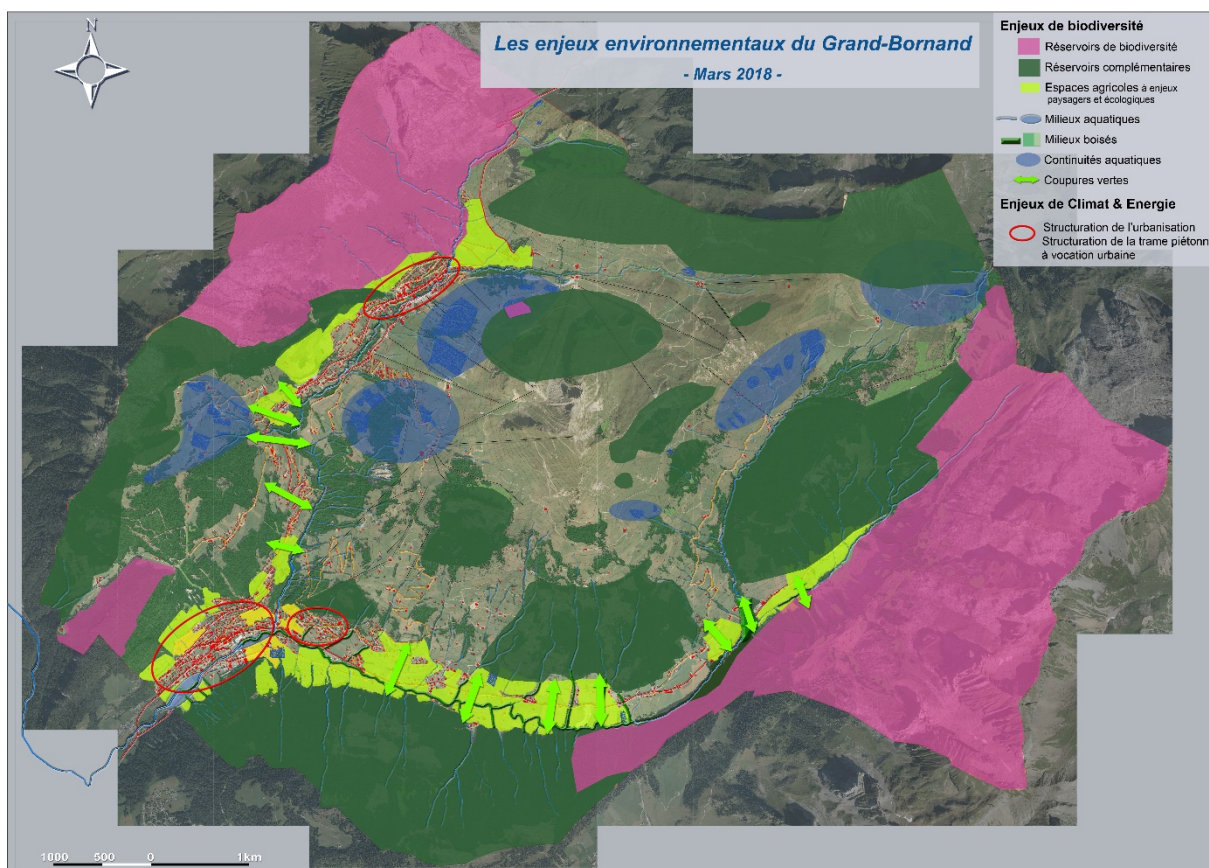 N
Les enjeux environnementaux du Grand-Bornand
- Mars 2018 -
Enjeux de biodiversité
Réservoirs de biodiversité
Réservoirs complémentaires
Espaces agricoles à enjeux
paysagers et écologiques
Milieux aquatiques
Milieux boisés
Continuités aquatiques
Coupures vertes
Enjeux de Climat & Energie
Structuration de l'urbanisation
Structuration de la trame piétonn
à vocation urbaine
1000 500 0 1km